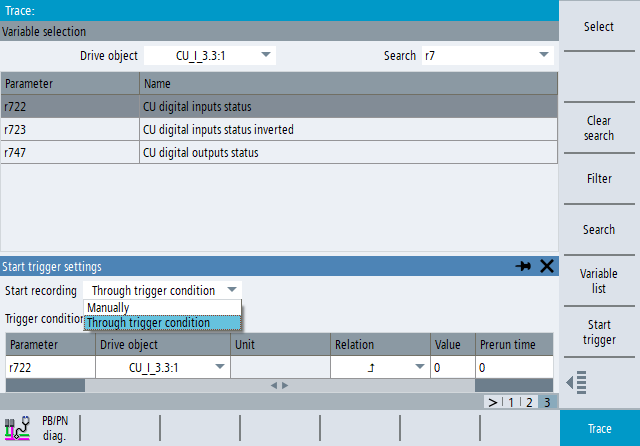 Trace:
Variable selection
Drive object CU_I_3.3:1 Search r7
Parameter Name
r722 CU digital inputs status
r723 CU digital inputs status inverted
r747 CU digital outputs status
Start trigger settings
Start recording Through trigger condition
Manually
Trigger condition
Through trigger condition
Parameter Drive object Unit Relation Value Prerun time
r722 CU_I_3.3:1 0 0
> 1 2 3
PB/PN
diag.
Select
Clear
search
Filter
Search
Variable
list
Start
trigger
Trace